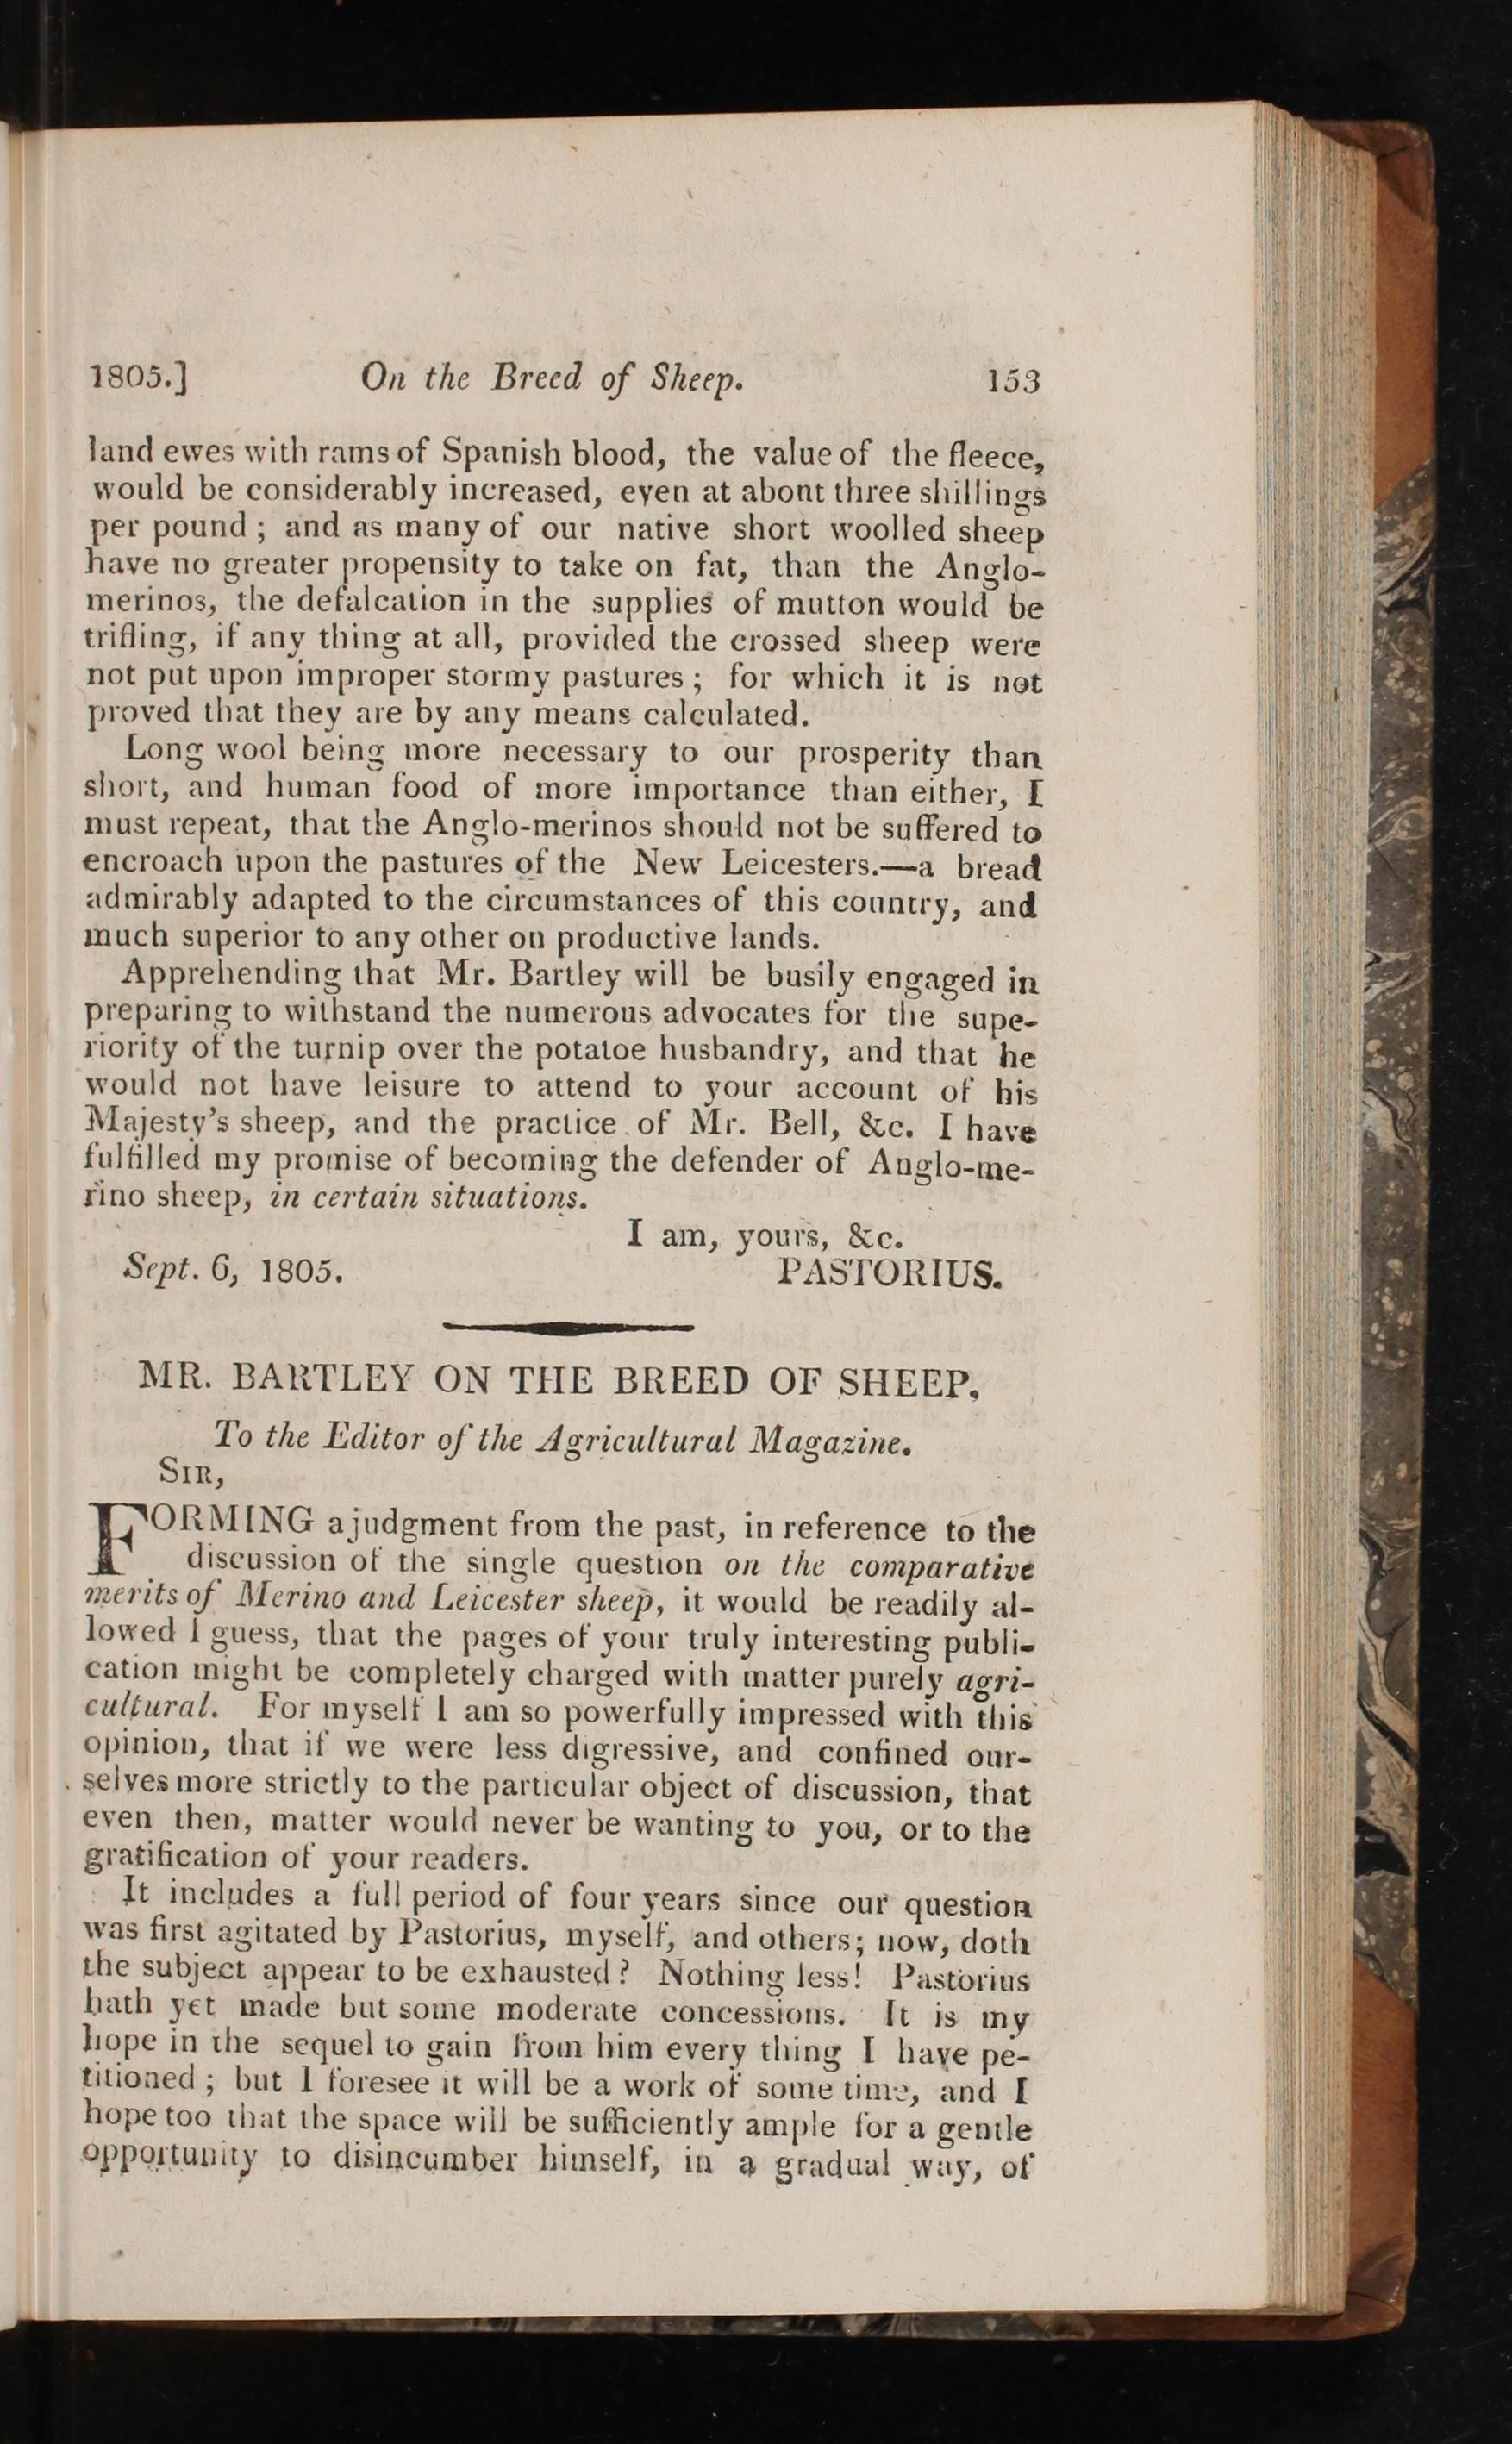 1805.] On the Breed of Sheep. 153
land ewes with rams of Spanish blood, the value of the fleece,
would be considerably increased, even at abont three shillings
per pound; and as many of our native short woolled sheep
have no greater propensity to take on fat, than the Anglo-
merinos, the defalcation in the supplies of mutton would be
trifling, if any thing at all, provided the crossed sheep were
not put upon improper stormy pastures; for which it is not
proved that they are by any means calculated.
Long wool being more necessary to our prosperity than
short, and human food of more importance than either, I
must repeat, that the Anglo-merinos should not be suffered to
encroach upon the pastures of the New Leicesters.—a bread
admirably adapted to the circumstances of this country, and
much superior to any other on productive lands.
Apprehending that Mr. Bartley will be busily engaged in
preparing to withstand the numerous advocates for the supe-
riority of the turnip over the potatoe husbandry, and that he
would not have leisure to attend to your account of his
Majesty's sheep, and the practice of Mr. Bell, &c. I have
fulfilled my promise of becoming the defender of Anglo-me-
rino sheep, in certain situations.
I am, yours, &c.
Sept. 6, 1805. PASTORIUS.
MR. BARTLEY ON THE BREED OF SHEEP.
To the Editor of the Agricultural Magazine.
SIR,
FORMING a judgment from the past, in reference to the
discussion of the single question on the comparative
merits of Merino and Leicester sheep, it would be readily al-
lowed I guess, that the pages of your truly interesting publi-
cation might be completely charged with matter purely agri-
cultural. For myself I am so powerfully impressed with this
opinion, that if we were less digressive, and confined our-
selves more strictly to the particular object of discussion, that
even then, matter would never be wanting to you, or to the
gratification of your readers.
It includes a full period of four years since our question
was first agitated by Pastorius, myself, and others; now, doth
the subject appear to be exhausted? Nothing less! Pastorius
hath yet made but some moderate concessions. It is my
hope in the sequel to gain from him every thing I have pe-
titioned; but I foresee it will be a work of some time, and I
hope too that the space will be sufficiently ample for a gentle
opportunity to disincumber himself, in a gradual way, of